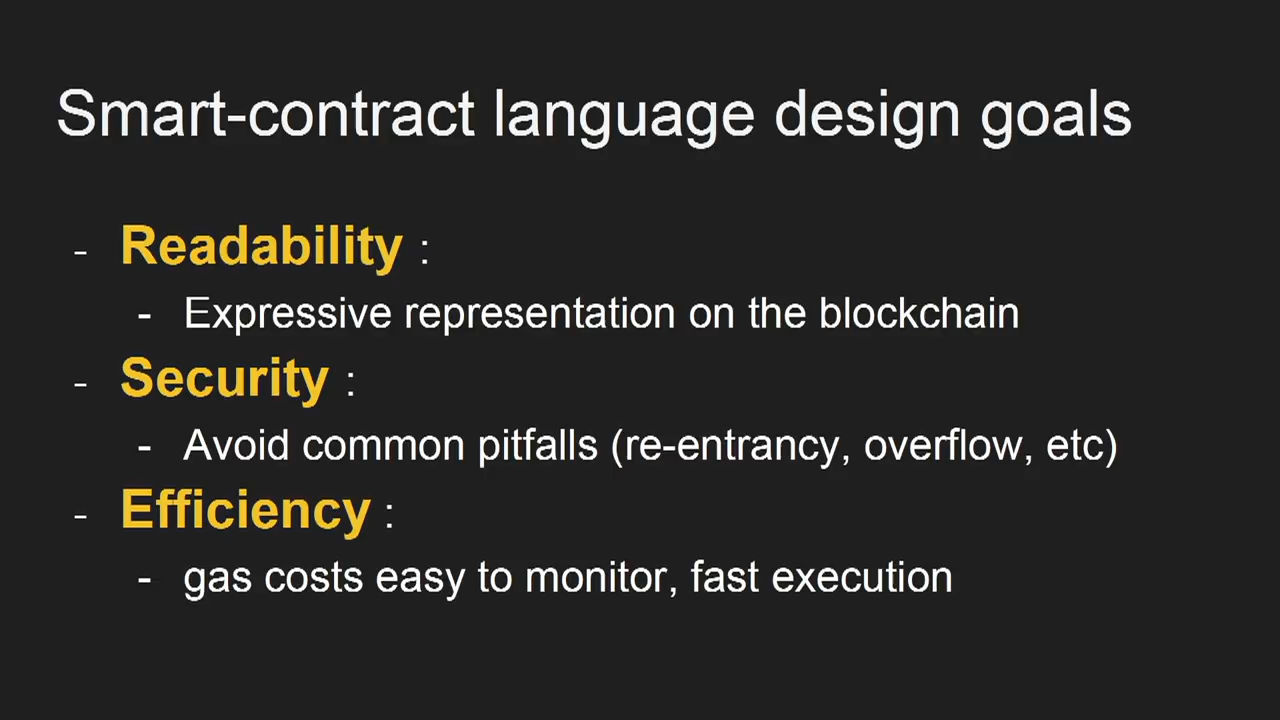 Smart-contract language design goals
- Readability :
- Expressive representation on the blockchain
- Security :
- Avoid common pitfalls (re-entrancy, overflow, etc)
- Efficiency :
- gas costs easy to monitor, fast execution